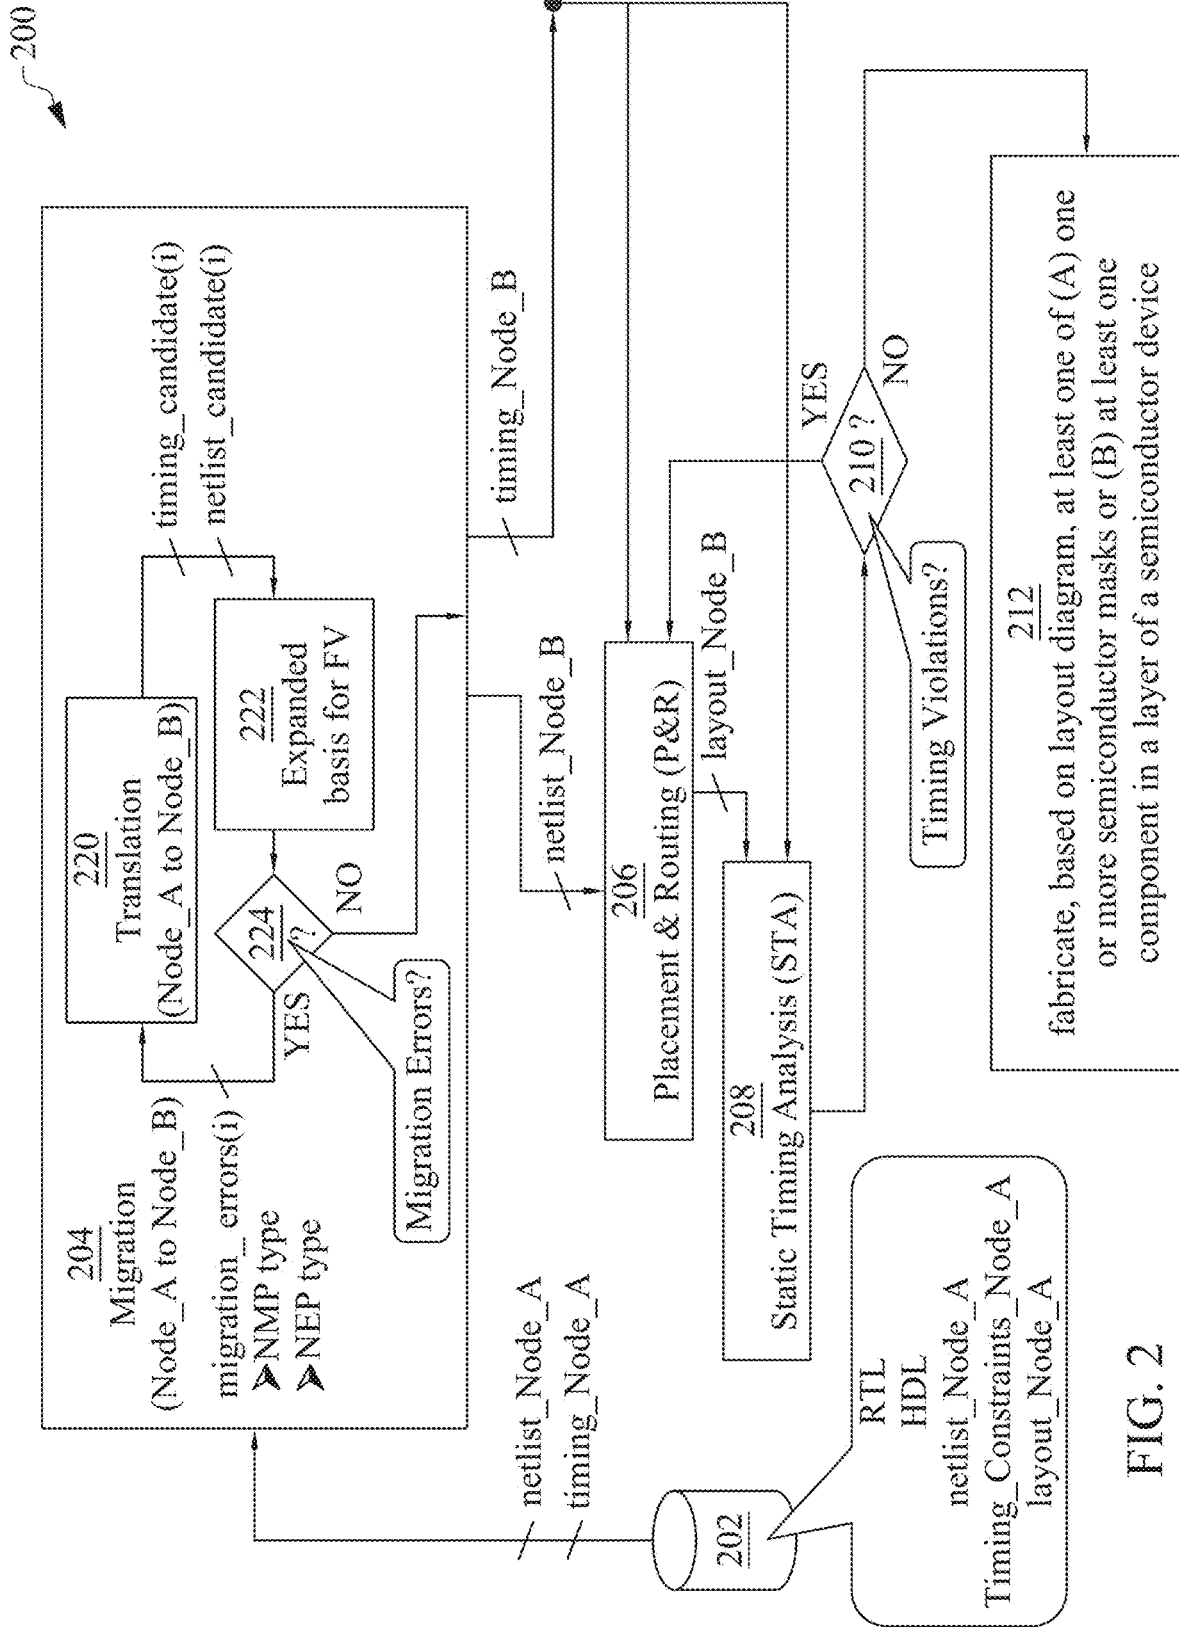 200
204
Migration
(Node_A to Node_B)
migration_errors(i)
➤NMP type
➤NEP type
220
Translation
(Node_A to Node_B)
timing_candidate(i)
netlist_candidate(i)
222
Expanded
basis for FV
224
?
YES
NO
Migration Errors?
netlist_Node_A
timing_Node_A
netlist_Node_B
timing_Node_B
202
RTL
HDL
netlist_Node_A
Timing_Constraints_Node_A
layout_Node_A
206
Placement & Routing (P&R)
layout_Node_B
208
Static Timing Analysis (STA)
210 ?
YES
NO
Timing Violations?
212
fabricate, based on layout diagram, at least one of (A) one
or more semiconductor masks or (B) at least one
component in a layer of a semiconductor device
FIG. 2